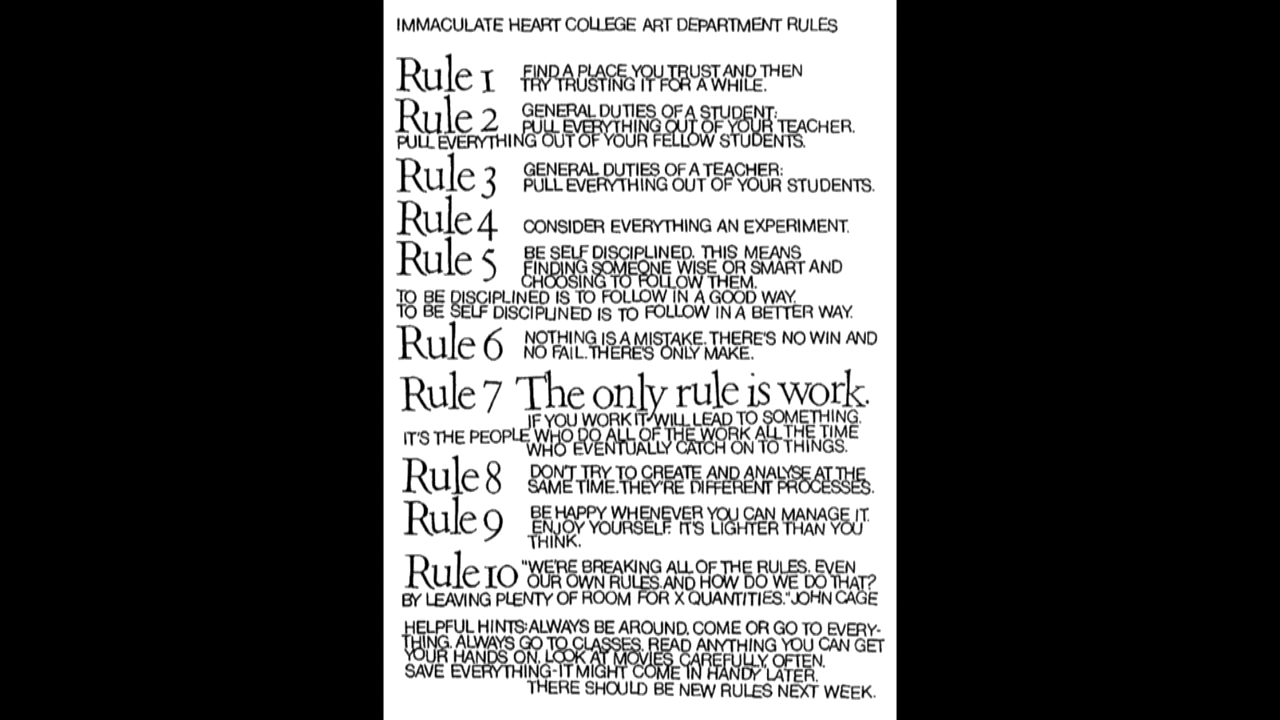 IMMACULATE HEART COLLEGE ART DEPARTMENT RULES
Rule 1 FIND A PLACE YOU TRUST AND THEN
TRY TRUSTING IT FOR A WHILE.
Rule 2 GENERAL DUTIES OF A STUDENT:
PULL EVERYTHING OUT OF YOUR TEACHER.
PULL EVERYTHING OUT OF YOUR FELLOW STUDENTS.
Rule 3 GENERAL DUTIES OF A TEACHER:
PULL EVERYTHING OUT OF YOUR STUDENTS.
Rule 4 CONSIDER EVERYTHING AN EXPERIMENT.
Rule 5 BE SELF DISCIPLINED. THIS MEANS
FINDING SOMEONE WISE OR SMART AND
CHOOSING TO FOLLOW THEM.
TO BE DISCIPLINED IS TO FOLLOW IN A GOOD WAY.
TO BE SELF DISCIPLINED IS TO FOLLOW IN A BETTER WAY.
Rule 6 NOTHING IS A MISTAKE. THERE'S NO WIN AND
NO FAIL. THERE'S ONLY MAKE.
Rule 7 The only rule is work.
IF YOU WORK IT WILL LEAD TO SOMETHING.
IT'S THE PEOPLE WHO DO ALL OF THE WORK ALL THE TIME
WHO EVENTUALLY CATCH ON TO THINGS.
Rule 8 DON'T TRY TO CREATE AND ANALYSE AT THE
SAME TIME. THEY'RE DIFFERENT PROCESSES.
Rule 9 BE HAPPY WHENEVER YOU CAN MANAGE IT.
ENJOY YOURSELF. IT'S LIGHTER THAN YOU
THINK.
Rule 10 "WE'RE BREAKING ALL OF THE RULES. EVEN
OUR OWN RULES. AND HOW DO WE DO THAT?
BY LEAVING PLENTY OF ROOM FOR X QUANTITIES." JOHN CAGE
HELPFUL HINTS: ALWAYS BE AROUND. COME OR GO TO EVERY-
THING. ALWAYS GO TO CLASSES. READ ANYTHING YOU CAN GET
YOUR HANDS ON. LOOK AT MOVIES CAREFULLY, OFTEN.
SAVE EVERYTHING-IT MIGHT COME IN HANDY LATER.
THERE SHOULD BE NEW RULES NEXT WEEK.